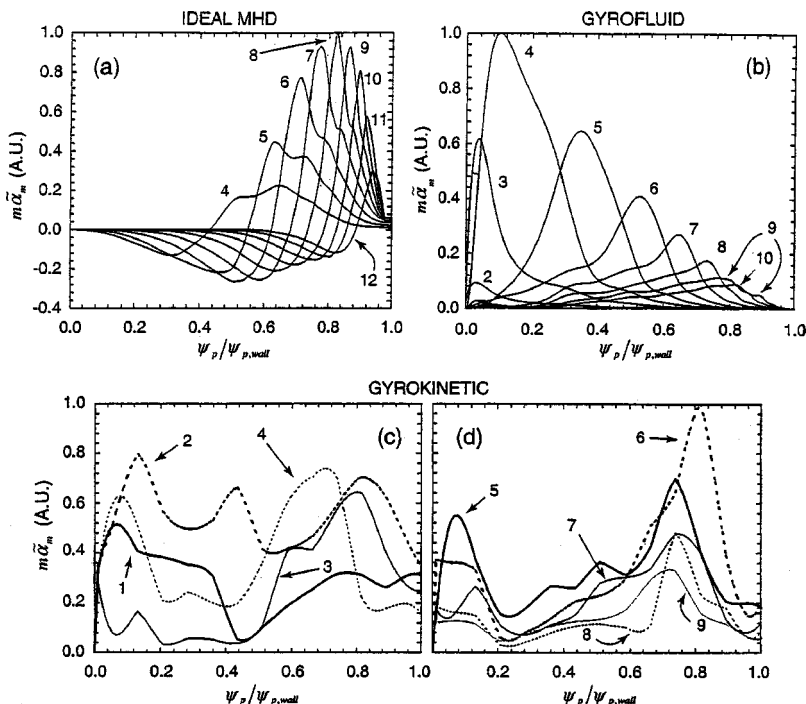 IDEAL MHD
GYROFLUID
(a)
4
5
6
7
8
9
10
11
12
mα̃ₘ (A.U.)
1.0
0.8
0.6
0.4
0.2
0.0
-0.2
-0.4
0.0 0.2 0.4 0.6 0.8 1.0
Ψp/Ψp,wall
(b)
2
3
4
5
6
7
8
9
10
mα̃ₘ (A.U.)
1.0
0.8
0.6
0.4
0.2
0.0
0.0 0.2 0.4 0.6 0.8 1.0
Ψp/Ψp,wall
GYROKINETIC
(c)
1
2
3
4
mα̃ₘ (A.U.)
1.0
0.8
0.6
0.4
0.2
0.0
0.0 0.2 0.4 0.6 0.8 1.0
Ψp/Ψp,wall
(d)
5
6
7
8
9
0.2 0.4 0.6 0.8 1.0
Ψp/Ψp,wall